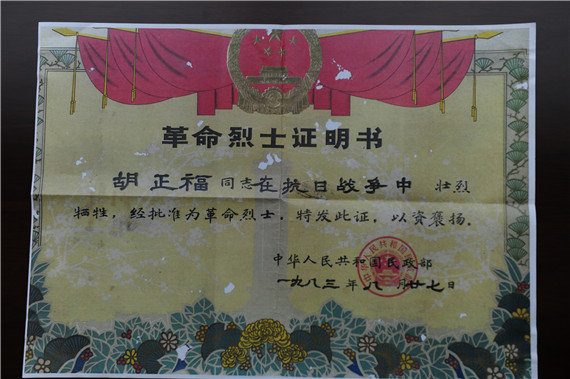 革命烈士证明书
胡正福同志在抗日战争中 壮烈
牺牲，经批准为革命烈士。特发此证，以资褒扬。
中华人民共和国民政部
一九八三年八月廿七日